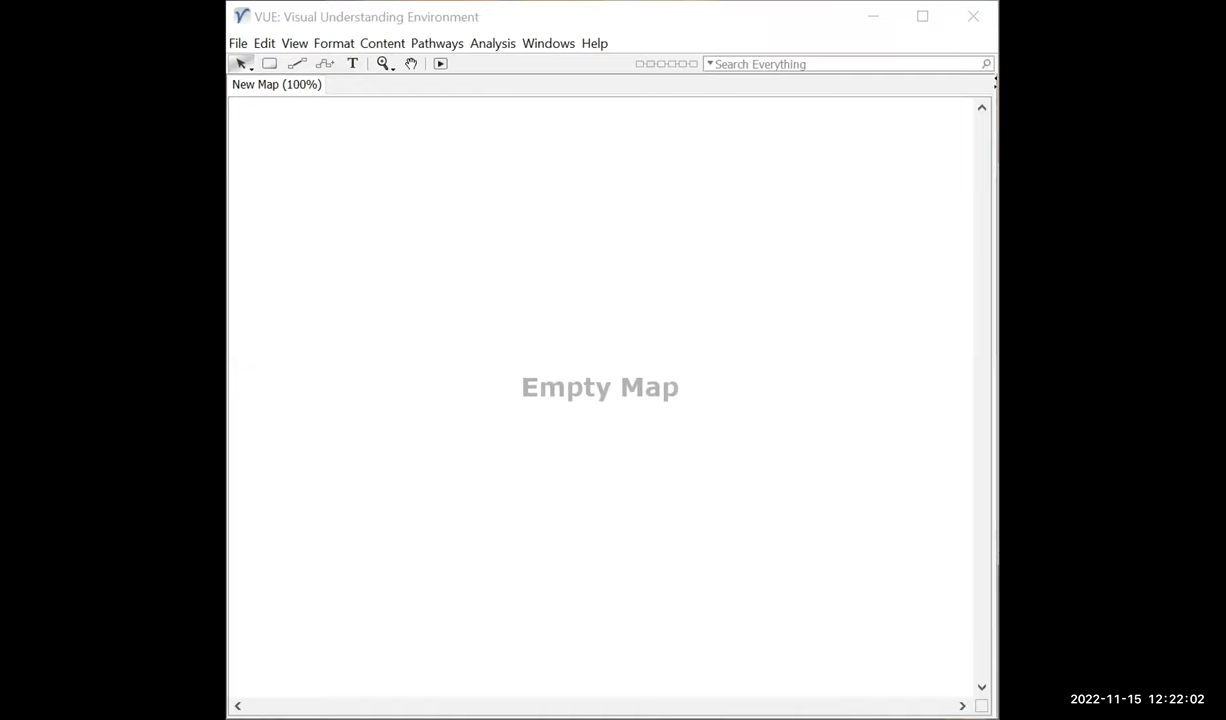 VUE: Visual Understanding Environment
File Edit View Format Content Pathways Analysis Windows Help
T Search Everything
New Map (100%)
Empty Map
2022-11-15 12:22:02